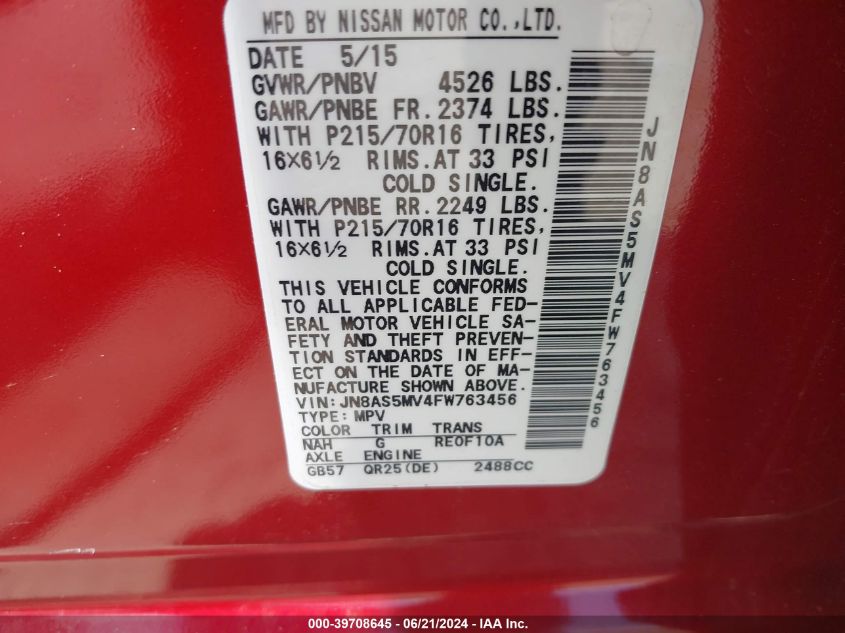 MFD BY NISSAN MOTOR CO.,LTD.
DATE 5/15
GVWR/PNBV 4526 LBS.
GAWR/PNBE FR. 2374 LBS.
WITH P215/70R16 TIRES,
16X6½ RIMS.AT 33 PSI
COLD SINGLE.
GAWR/PNBE RR. 2249 LBS.
WITH P215/70R16 TIRES,
16X6½ RIMS.AT 33 PSI
COLD SINGLE.
THIS VEHICLE CONFORMS
TO ALL APPLICABLE FED-
ERAL MOTOR VEHICLE SA-
FETY AND THEFT PREVEN-
TION STANDARDS IN EFF-
ECT ON THE DATE OF MA-
NUFACTURE SHOWN ABOVE.
VIN:JN8AS5MV4FW763456
TYPE:MPV
COLOR TRIM TRANS
NAH G RE0F10A
AXLE ENGINE
GB57 QR25(DE) 2488CC
JN8AS5MV4FW763456
000-39708645 - 06/21/2024 - IAA Inc.